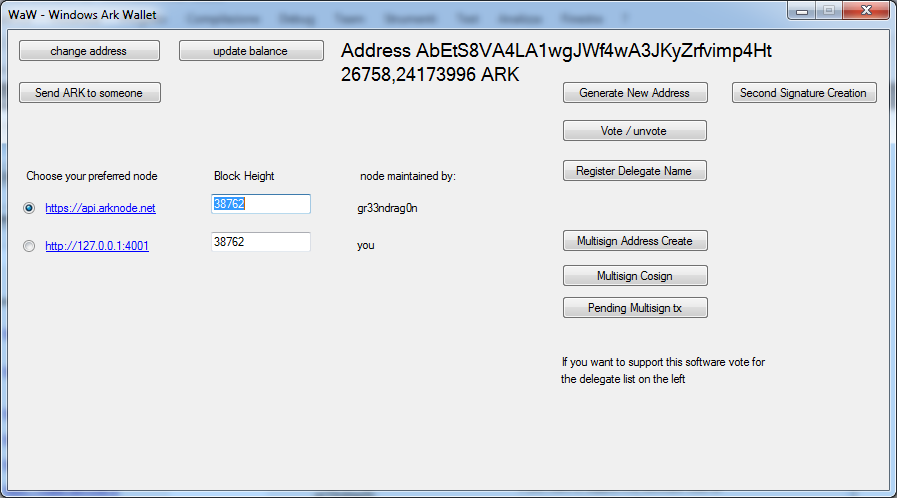 WaW - Windows Ark Wallet
change address
update balance
Address AbEtS8VA4LA1wgJWf4wA3JKyZrfvimp4Ht
26758,24173996 ARK
Send ARK to someone
Generate New Address
Second Signature Creation
Vote / unvote
Register Delegate Name
Choose your preferred node
Block Height
node maintained by:
https://api.arknode.net
38762
gr33ndrag0n
http://127.0.0.1:4001
38762
you
Multisign Address Create
Multisign Cosign
Pending Multisign tx
If you want to support this software vote for
the delegate list on the left